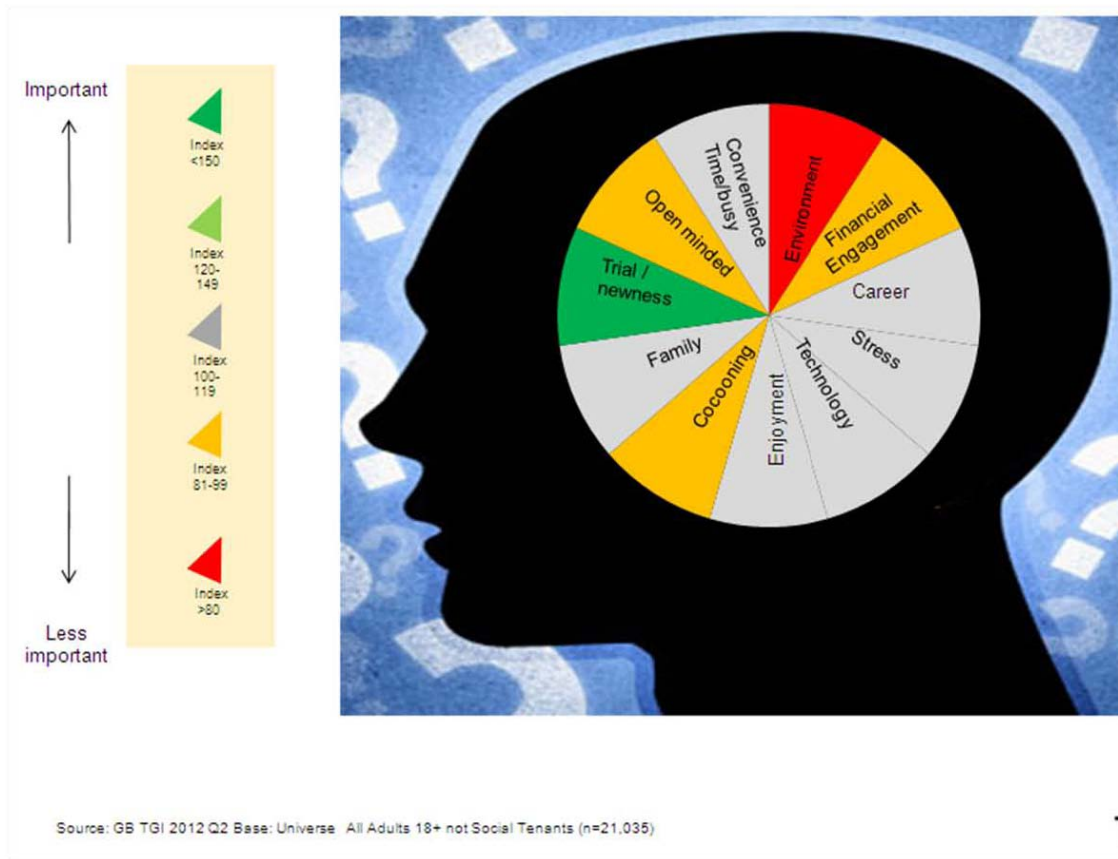 Important
Index
<150
Index
120-
149
Index
100-
119
Index
81-99
Index
>80
Less
important
Convenience
Time/busy
Environment
Financial
Engagement
Career
Stress
Technology
Enjoyment
Cocooning
Family
Trial /
newness
Open minded
Source: GB TGI 2012 Q2 Base: Universe All Adults 18+ not Social Tenants (n=21,035)